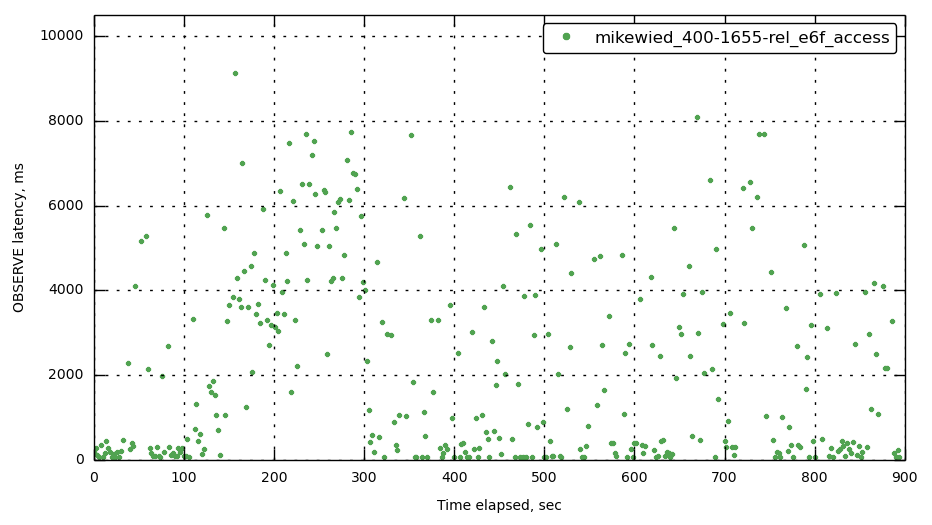 mikewied_400-1655-rel_e6f_access
10000
8000
6000
4000
2000
0
OBSERVE latency, ms
0 100 200 300 400 500 600 700 800 900
Time elapsed, sec